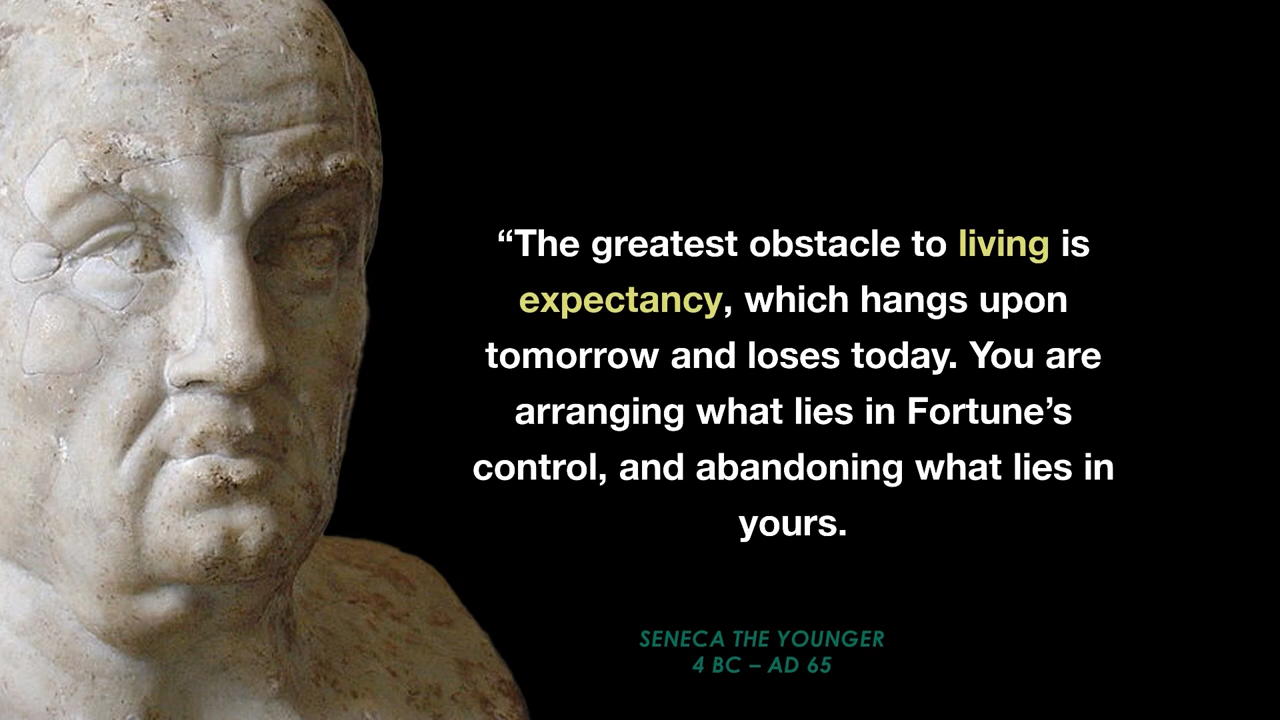 “The greatest obstacle to living is
expectancy, which hangs upon
tomorrow and loses today. You are
arranging what lies in Fortune’s
control, and abandoning what lies in
yours.
SENECA THE YOUNGER
4 BC – AD 65